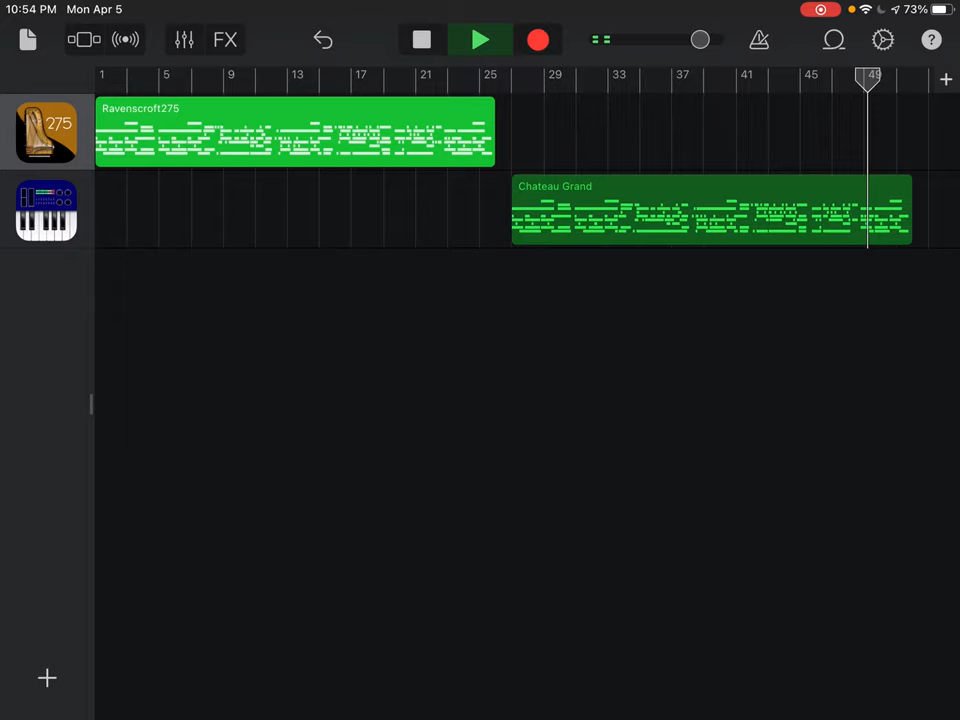 10:54 PM Mon Apr 5 73%
FX ?
1 5 9 13 17 21 25 29 33 37 41 45 49 +
275 Ravenscroft275
Chateau Grand
+